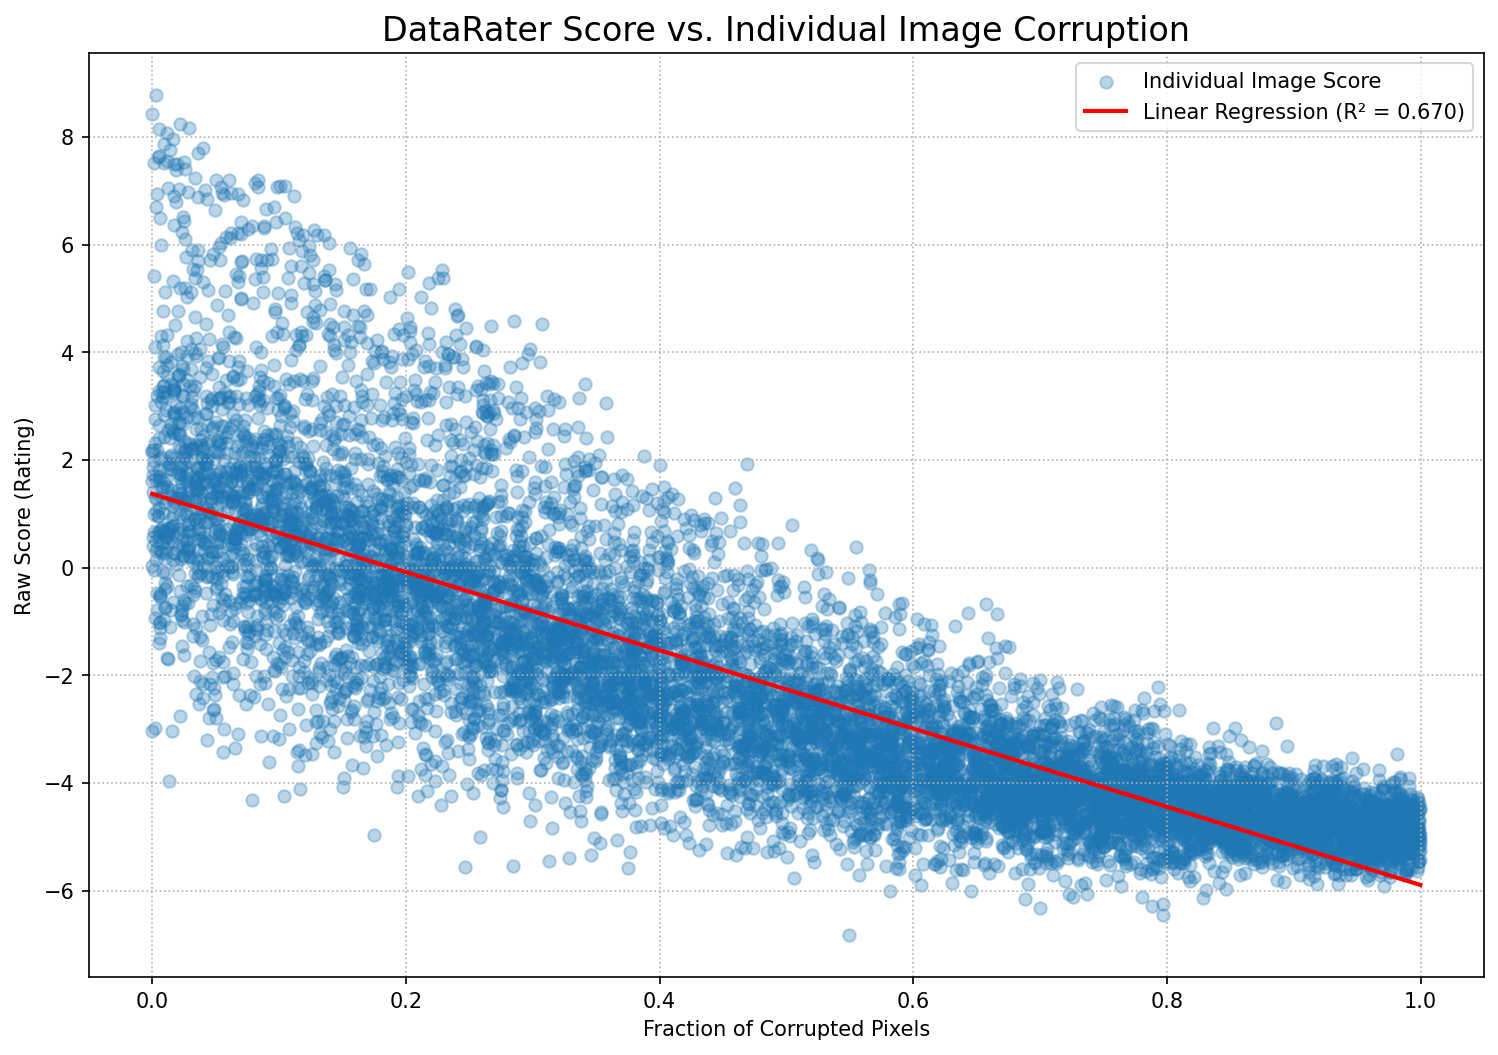 DataRater Score vs. Individual Image Corruption
Individual Image Score
Linear Regression (R² = 0.670)
Raw Score (Rating)
8
6
4
2
0
−2
−4
−6
0.0 0.2 0.4 0.6 0.8 1.0
Fraction of Corrupted Pixels